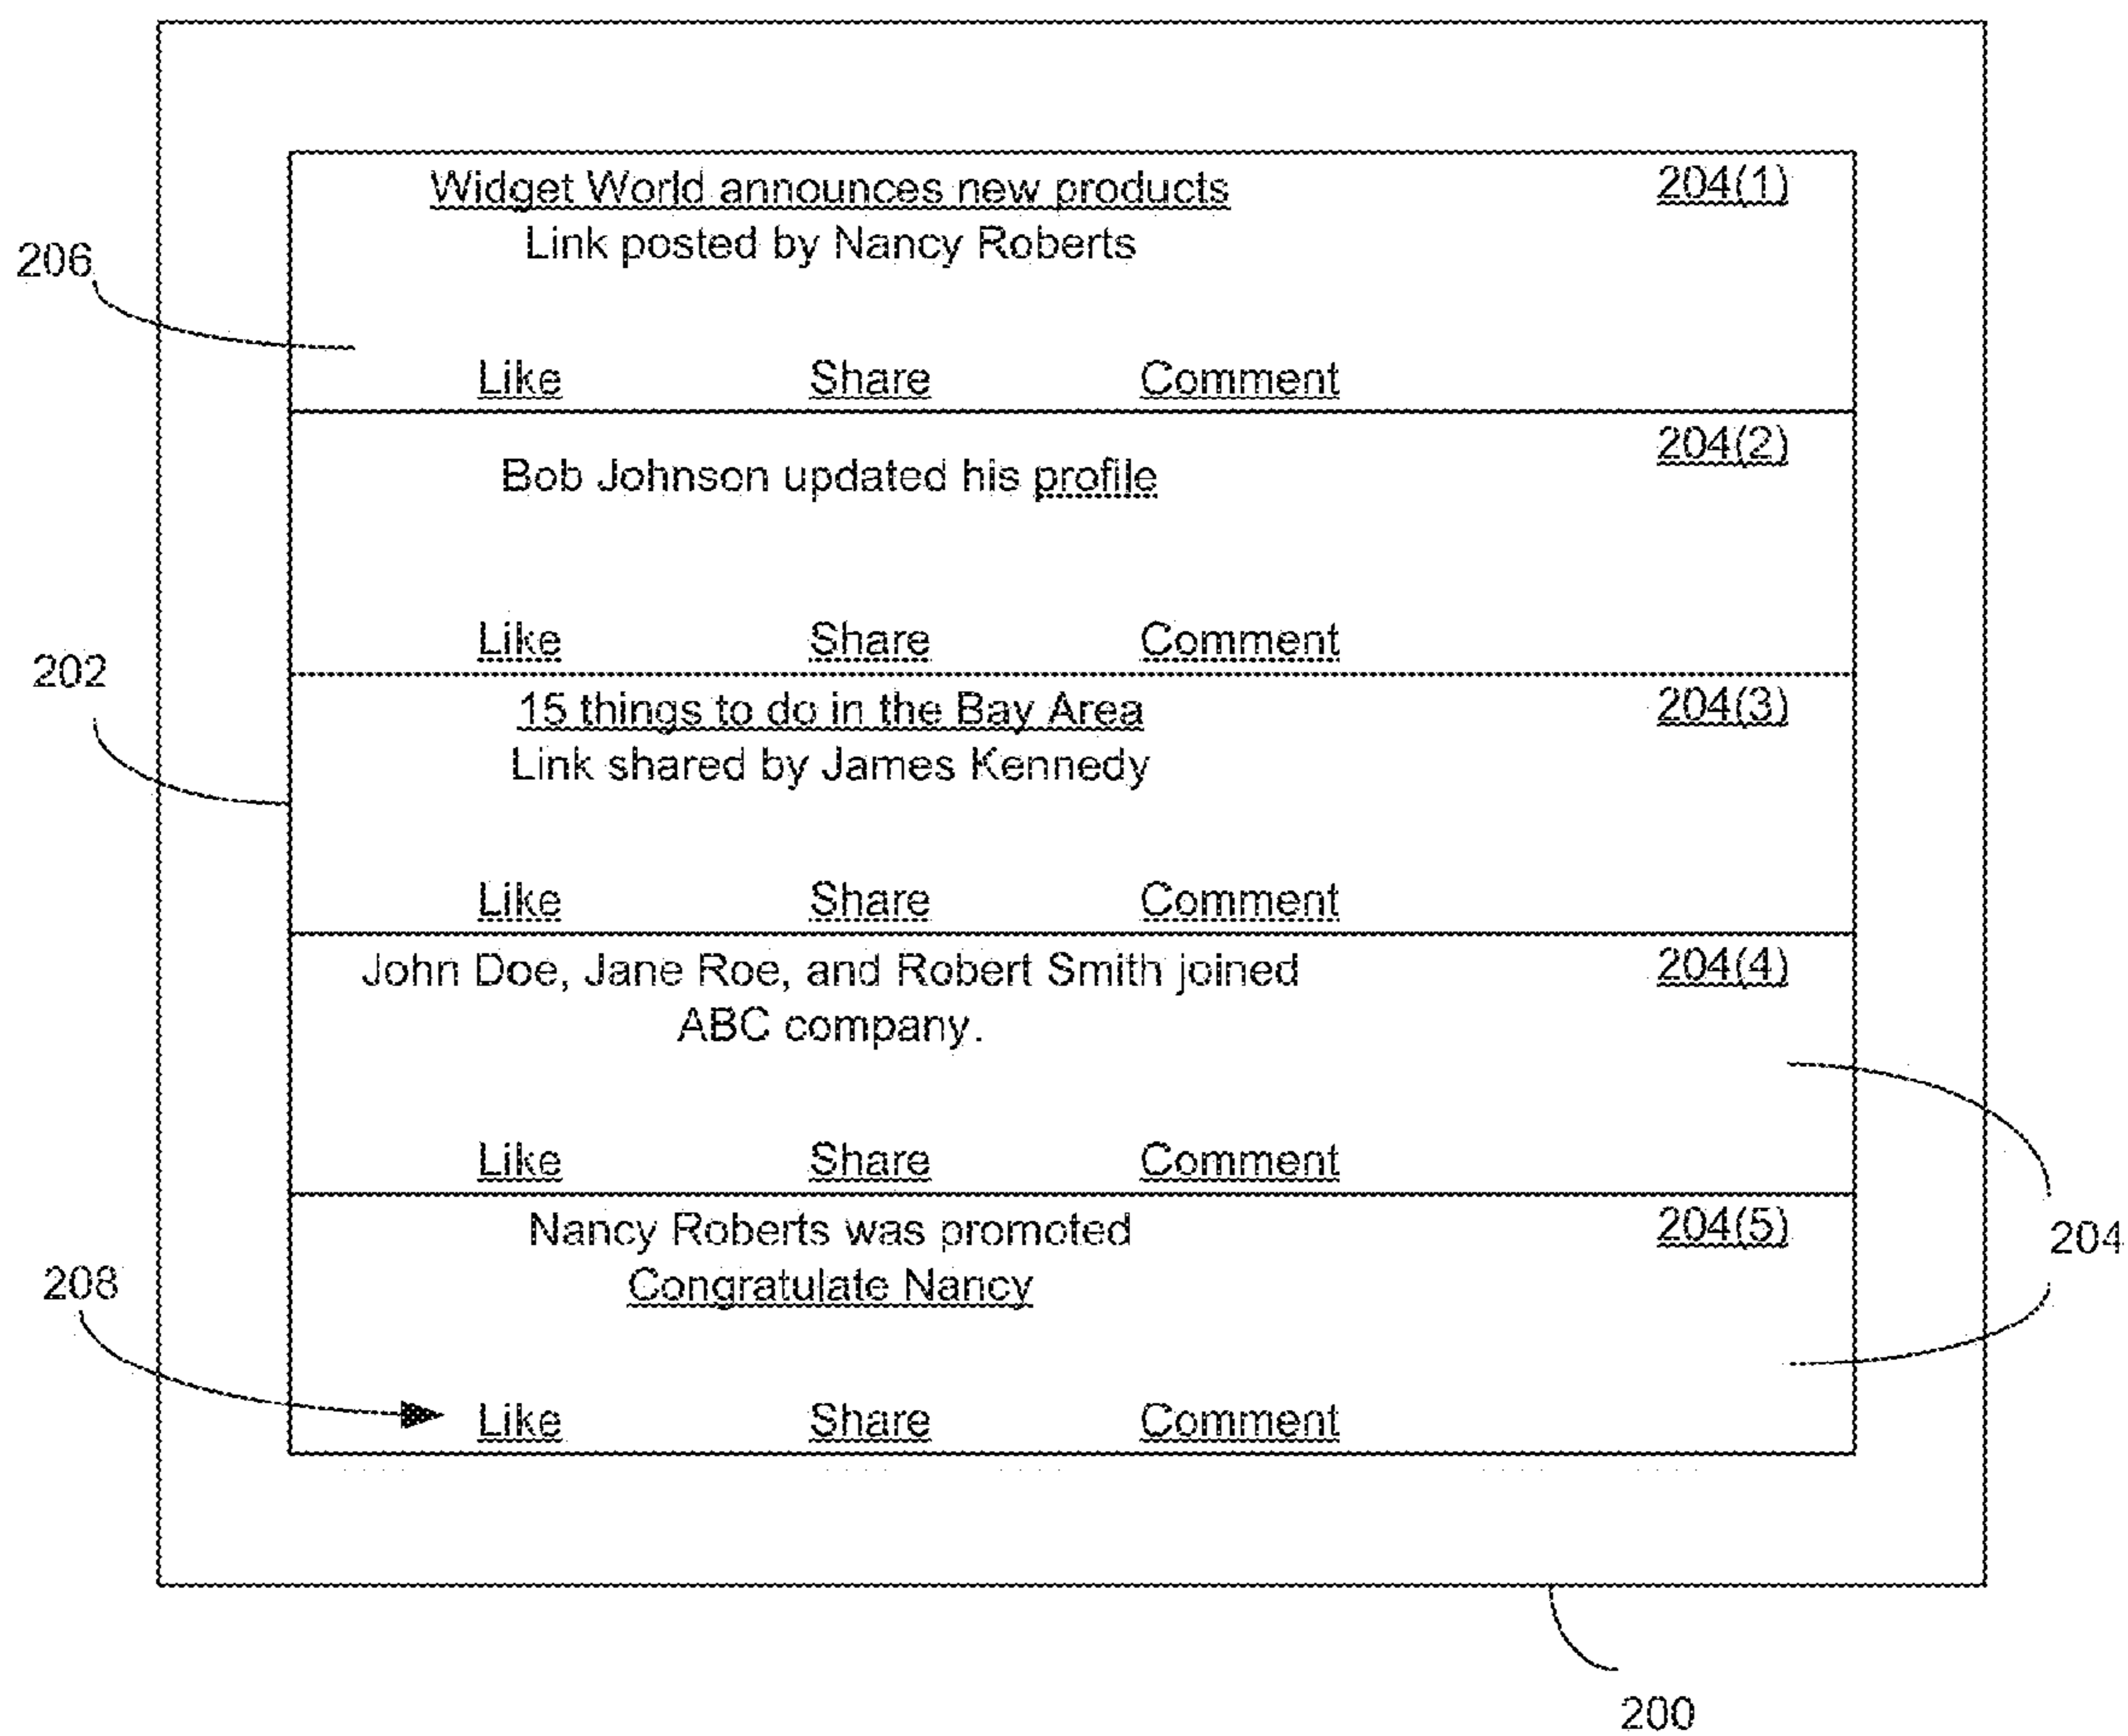 Widget World announces new products 204(1)
Link posted by Nancy Roberts
206
Like Share Comment
204(2)
Bob Johnson updated his profile
Like Share Comment
202
15 things to do in the Bay Area 204(3)
Link shared by James Kennedy
Like Share Comment
John Doe, Jane Roe, and Robert Smith joined 204(4)
ABC company.
Like Share Comment
Nancy Roberts was promoted 204(5)
204
Congratulate Nancy
208
Like Share Comment
200